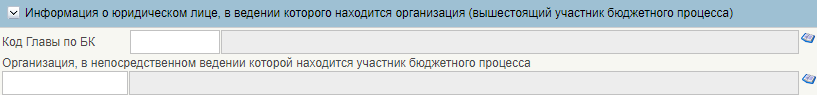 Информация о юридическом лице, в ведении которого находится организация (вышестоящий участник бюджетного процесса)
Код Главы по БК
Организация, в непосредственном ведении которой находится участник бюджетного процесса